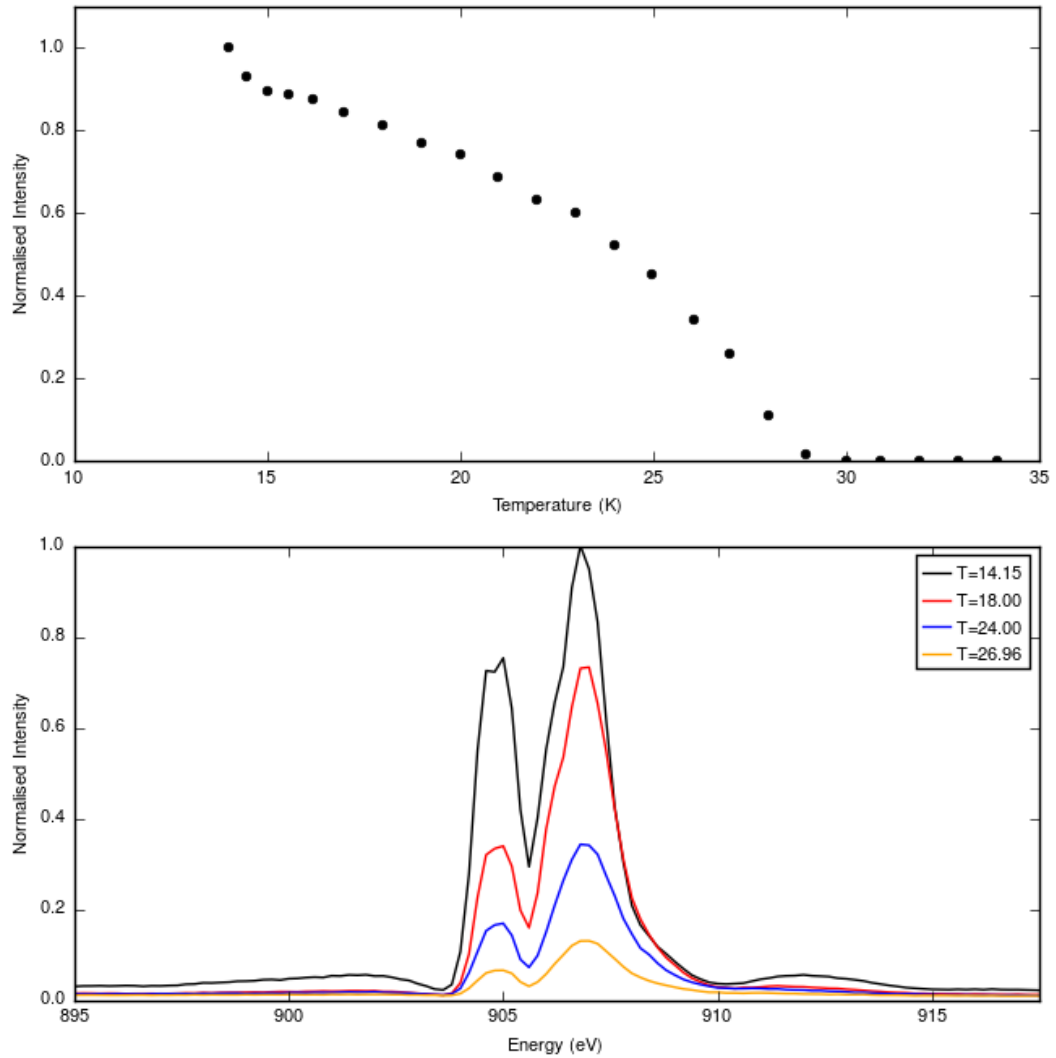 1.0
0.8
0.6
0.4
0.2
0.0
Normalised Intensity
10 15 20 25 30 35
Temperature (K)
1.0
0.8
0.6
0.4
0.2
0.0
Normalised Intensity
T=14.15
T=18.00
T=24.00
T=26.96
895 900 905 910 915
Energy (eV)